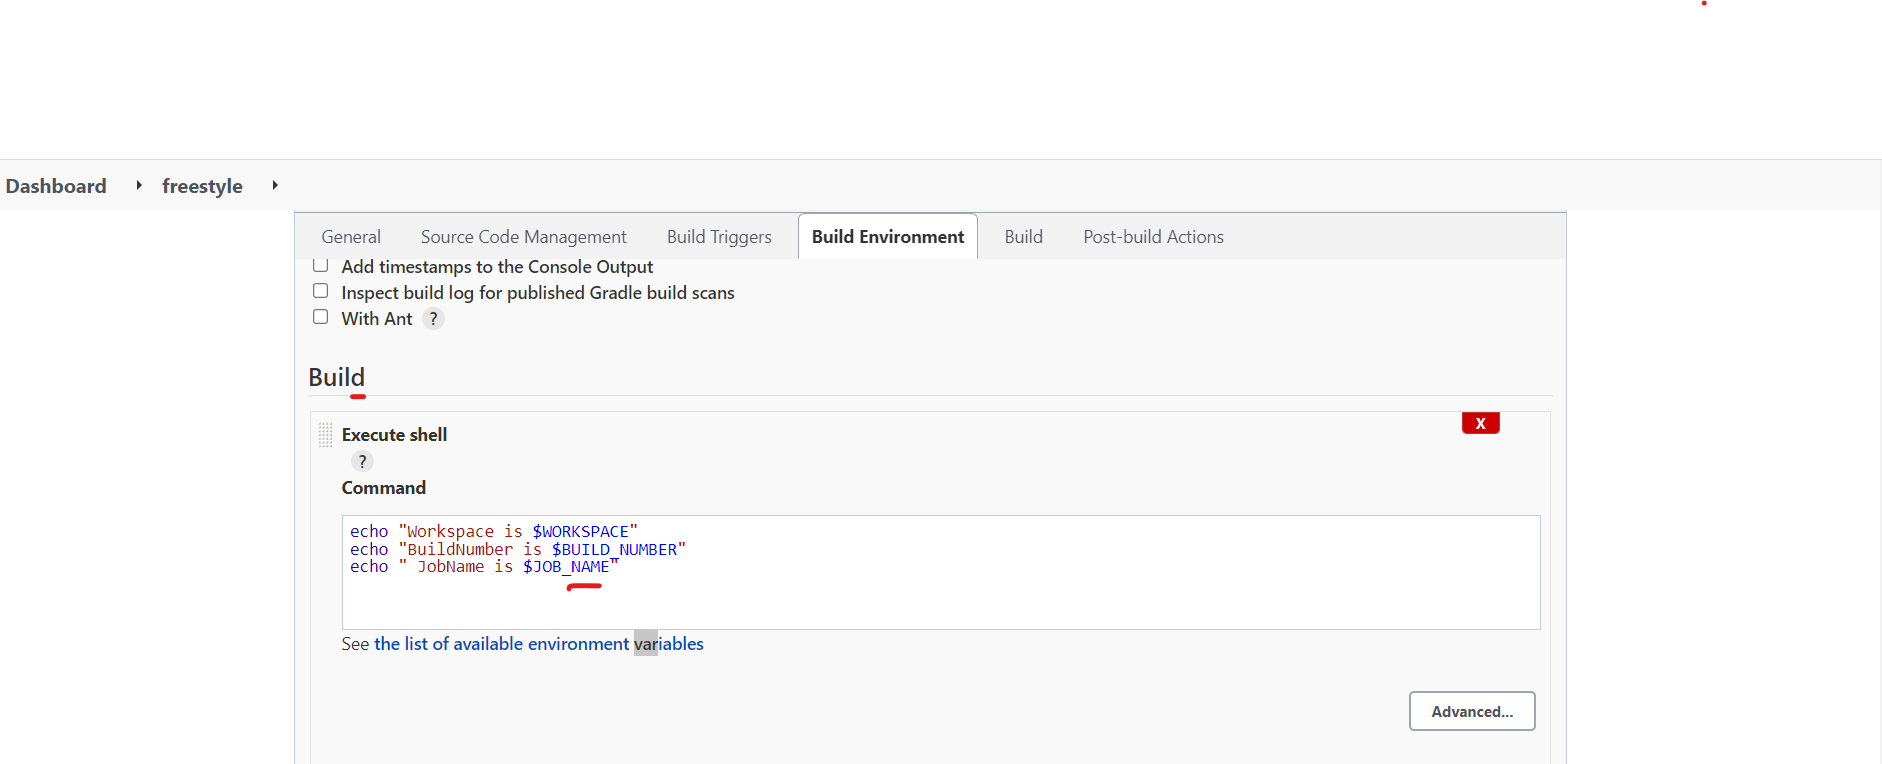 Dashboard freestyle
General Source Code Management Build Triggers Build Environment Build Post-build Actions
Add timestamps to the Console Output
Inspect build log for published Gradle build scans
With Ant ?
Build
X
Execute shell
?
Command
echo "Workspace is $WORKSPACE"
echo "BuildNumber is $BUILD_NUMBER"
echo " JobName is $JOB_NAME"
See the list of available environment variables
Advanced...